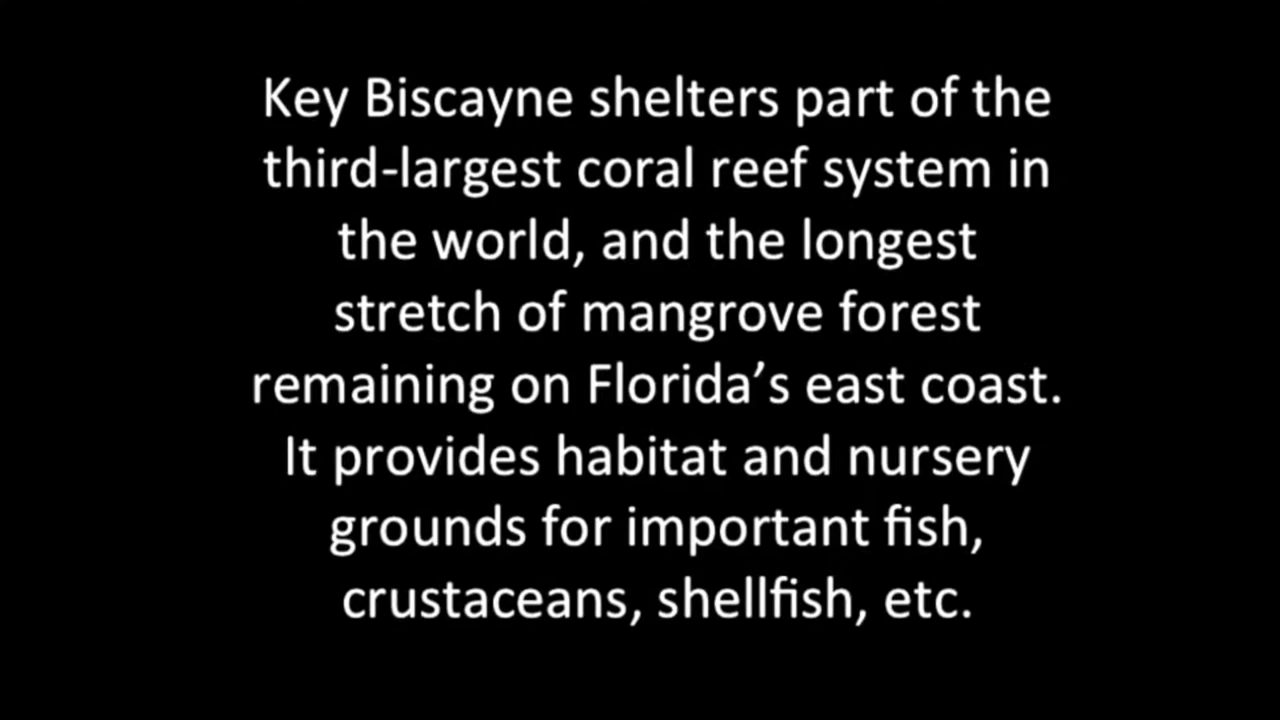 Key Biscayne shelters part of the
third-largest coral reef system in
the world, and the longest
stretch of mangrove forest
remaining on Florida’s east coast.
It provides habitat and nursery
grounds for important fish,
crustaceans, shellfish, etc.